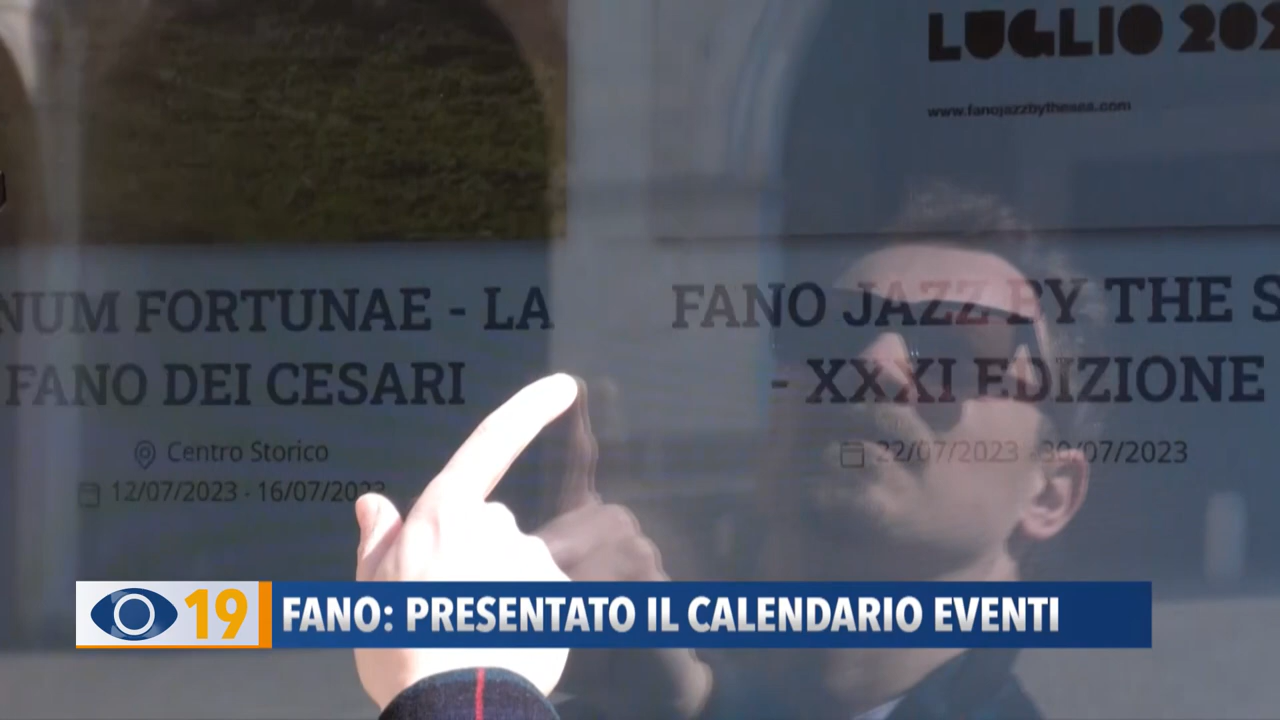 LUGLIO 202
www.fanojazzbythesea.com
NUM FORTUNAE - LA
FANO DEI CESARI
Centro Storico
12/07/2023 - 16/07/2023
FANO JAZZ BY THE S
- XXXI EDIZIONE
22/07/2023 - 30/07/2023
19
FANO: PRESENTATO IL CALENDARIO EVENTI